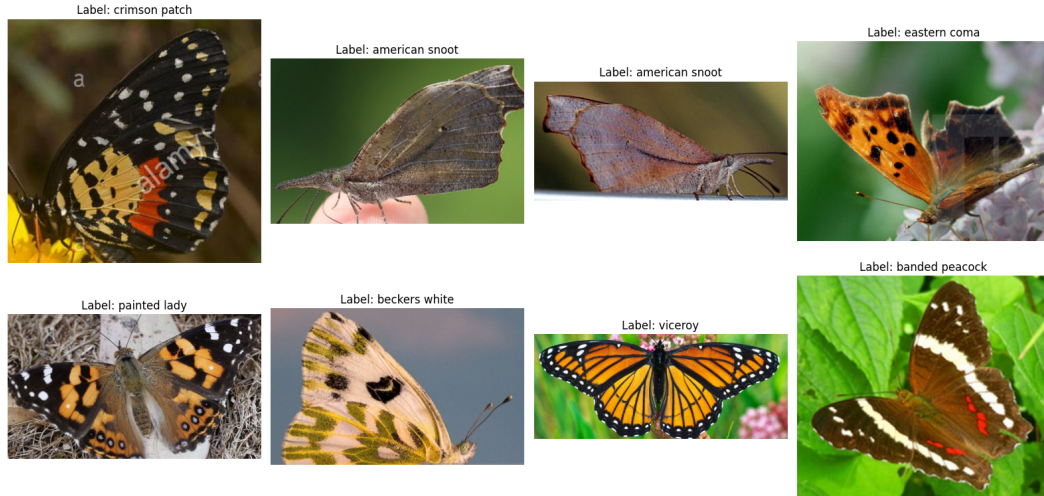 Label: crimson patch
Label: american snoot
Label: american snoot
Label: eastern coma
a
alamy
a
Label: painted lady
Label: beckers white
Label: viceroy
Label: banded peacock